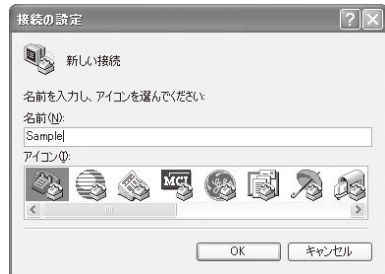 接続の設定
新しい接続
名前を入力し、アイコンを選んでください:
名前(N):
Sample
アイコン(I):
MCI
OK キャンセル